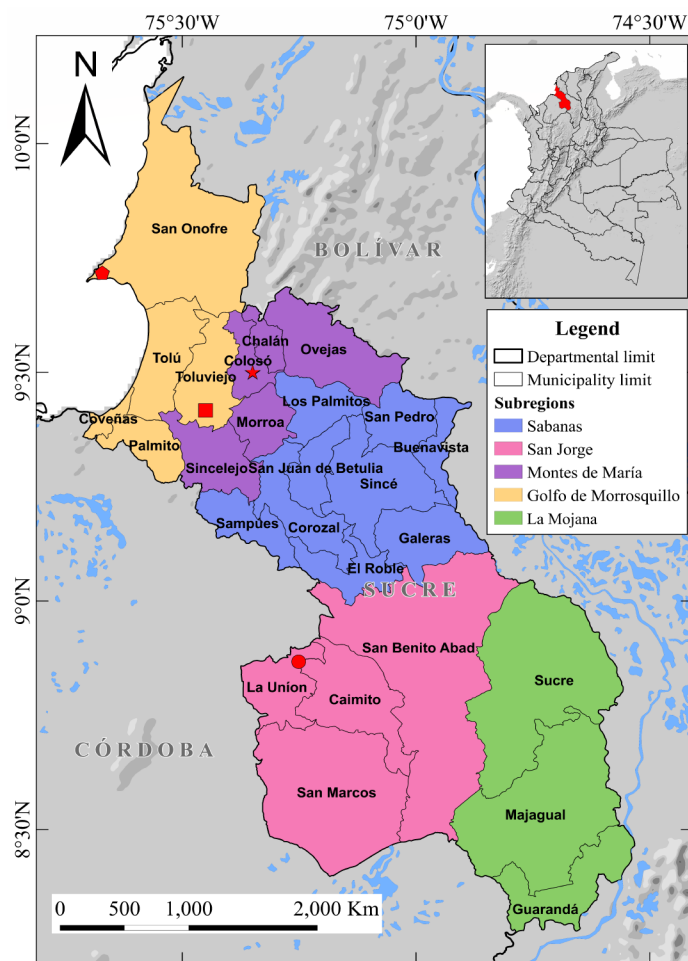 75°30'W
75°0'W
74°30'W
N
10°0'N
9°30'N
9°0'N
8°30'N
San Onofre
BOLÍVAR
Chalán
Ovejas
Tolú
Colosó
Toluviejo
Los Palmitos
San Pedro
Coveñas
Morroa
Palmito
Buenavista
Sincelejo
San Juan de Betulia
Sincé
Sampúes
Corozal
Galeras
El Roble
SUCRE
San Benito Abad
La Uníon
Caimito
Sucre
CÓRDOBA
San Marcos
Majagual
Guarandá
Legend
Departmental limit
Municipality limit
Subregions
Sabanas
San Jorge
Montes de María
Golfo de Morrosquillo
La Mojana
0 500 1,000 2,000 Km